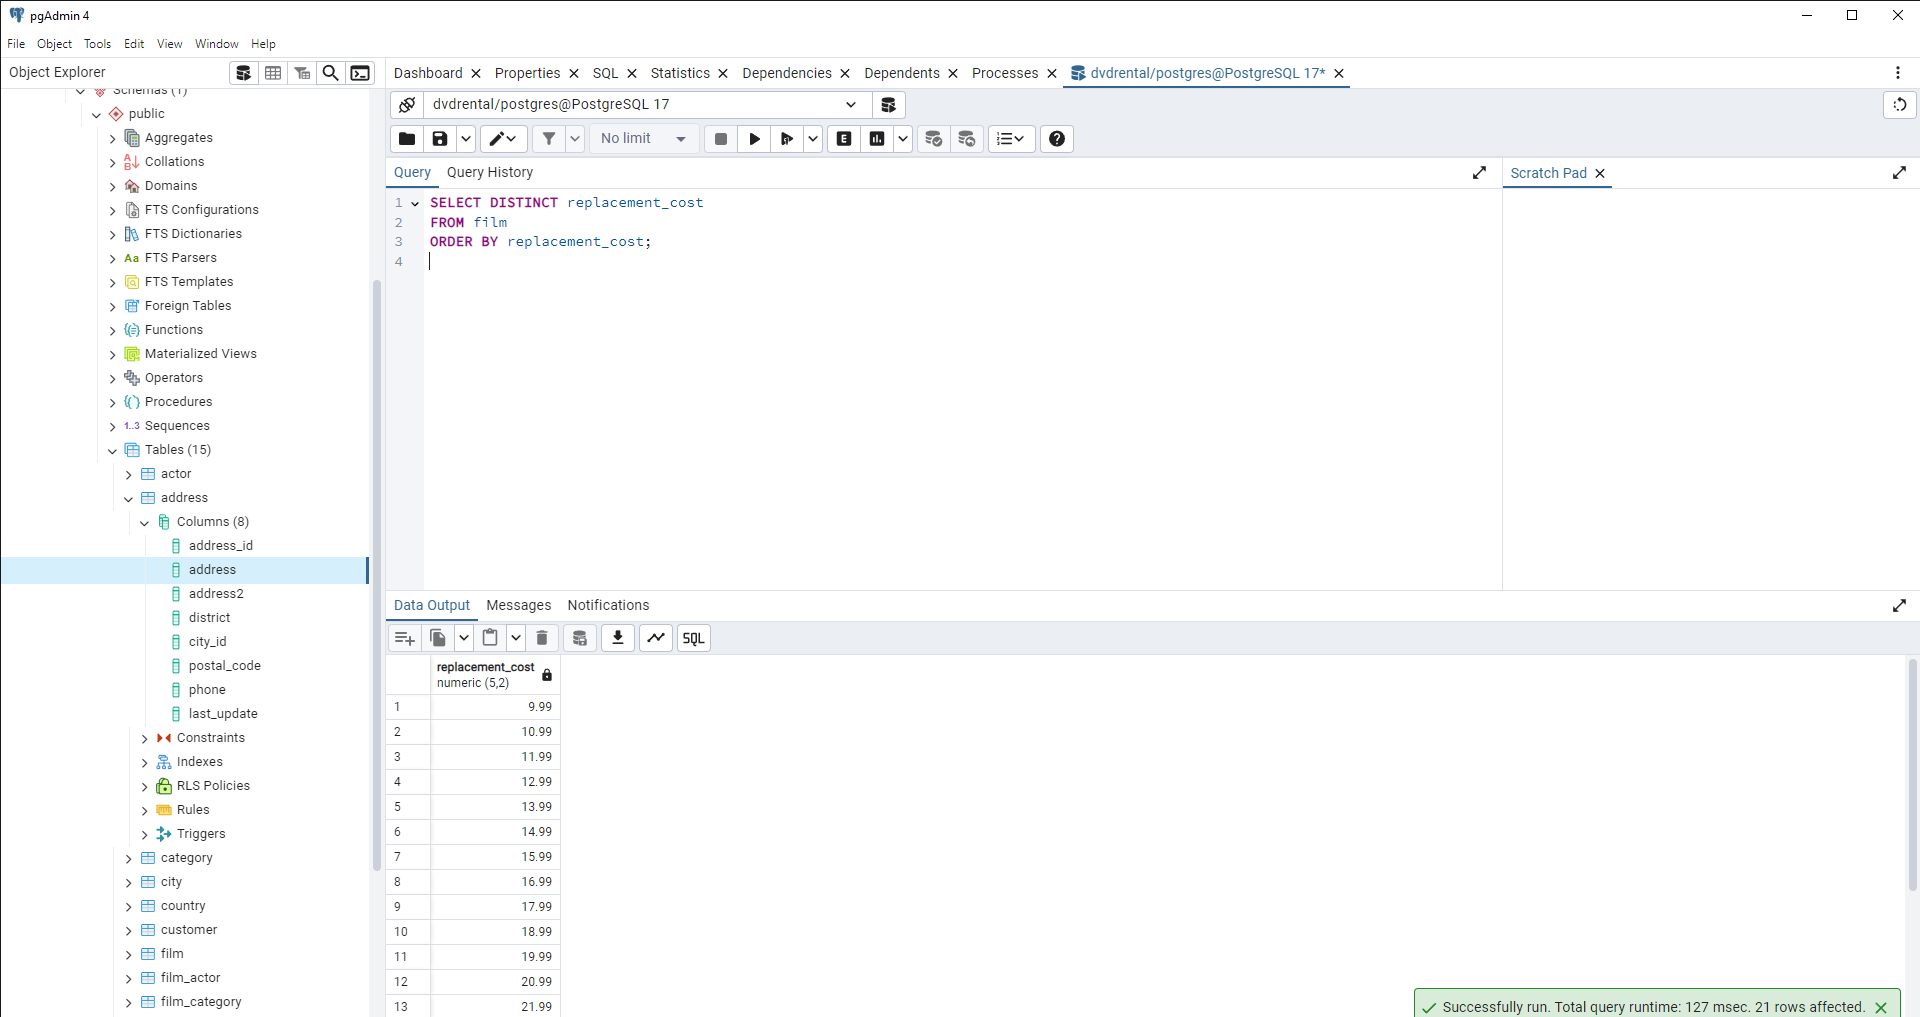 pgAdmin 4
File Object Tools Edit View Window Help
Object Explorer
Schemas (1)
public
Aggregates
Collations
Domains
FTS Configurations
FTS Dictionaries
Aa FTS Parsers
FTS Templates
Foreign Tables
Functions
Materialized Views
Operators
Procedures
1..3 Sequences
Tables (15)
actor
address
Columns (8)
address_id
address
address2
district
city_id
postal_code
phone
last_update
Constraints
Indexes
RLS Policies
Rules
Triggers
category
city
country
customer
film
film_actor
film_category
Dashboard Properties SQL Statistics Dependencies Dependents Processes dvdrental/postgres@PostgreSQL 17*
dvdrental/postgres@PostgreSQL 17
No limit E
Query Query History
Scratch Pad
1 SELECT DISTINCT replacement_cost
2 FROM film
3 ORDER BY replacement_cost;
4
Data Output Messages Notifications
SQL
replacement_cost
numeric (5,2)
1 9.99
2 10.99
3 11.99
4 12.99
5 13.99
6 14.99
7 15.99
8 16.99
9 17.99
10 18.99
11 19.99
12 20.99
13 21.99
Successfully run. Total query runtime: 127 msec. 21 rows affected.